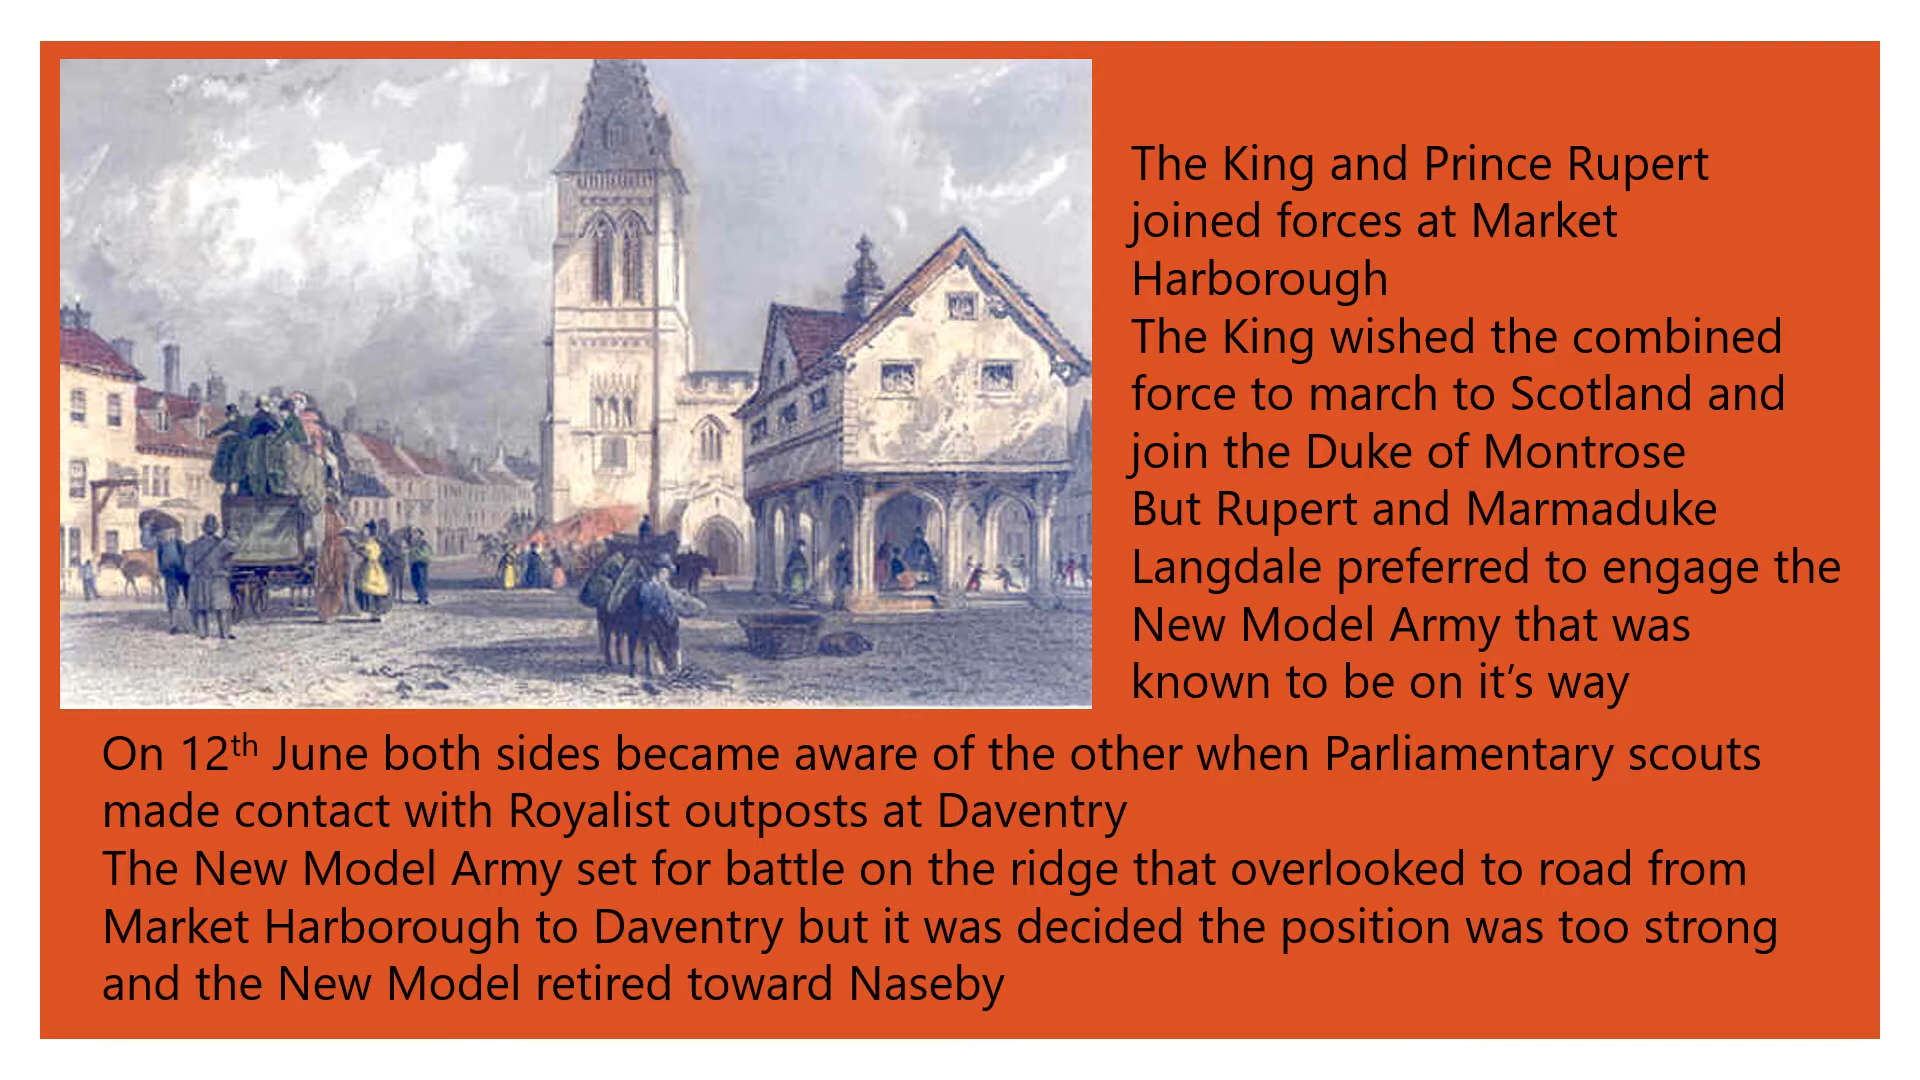 The King and Prince Rupert
joined forces at Market
Harborough
The King wished the combined
force to march to Scotland and
join the Duke of Montrose
But Rupert and Marmaduke
Langdale preferred to engage the
New Model Army that was
known to be on it’s way
On 12th June both sides became aware of the other when Parliamentary scouts
made contact with Royalist outposts at Daventry
The New Model Army set for battle on the ridge that overlooked to road from
Market Harborough to Daventry but it was decided the position was too strong
and the New Model retired toward Naseby